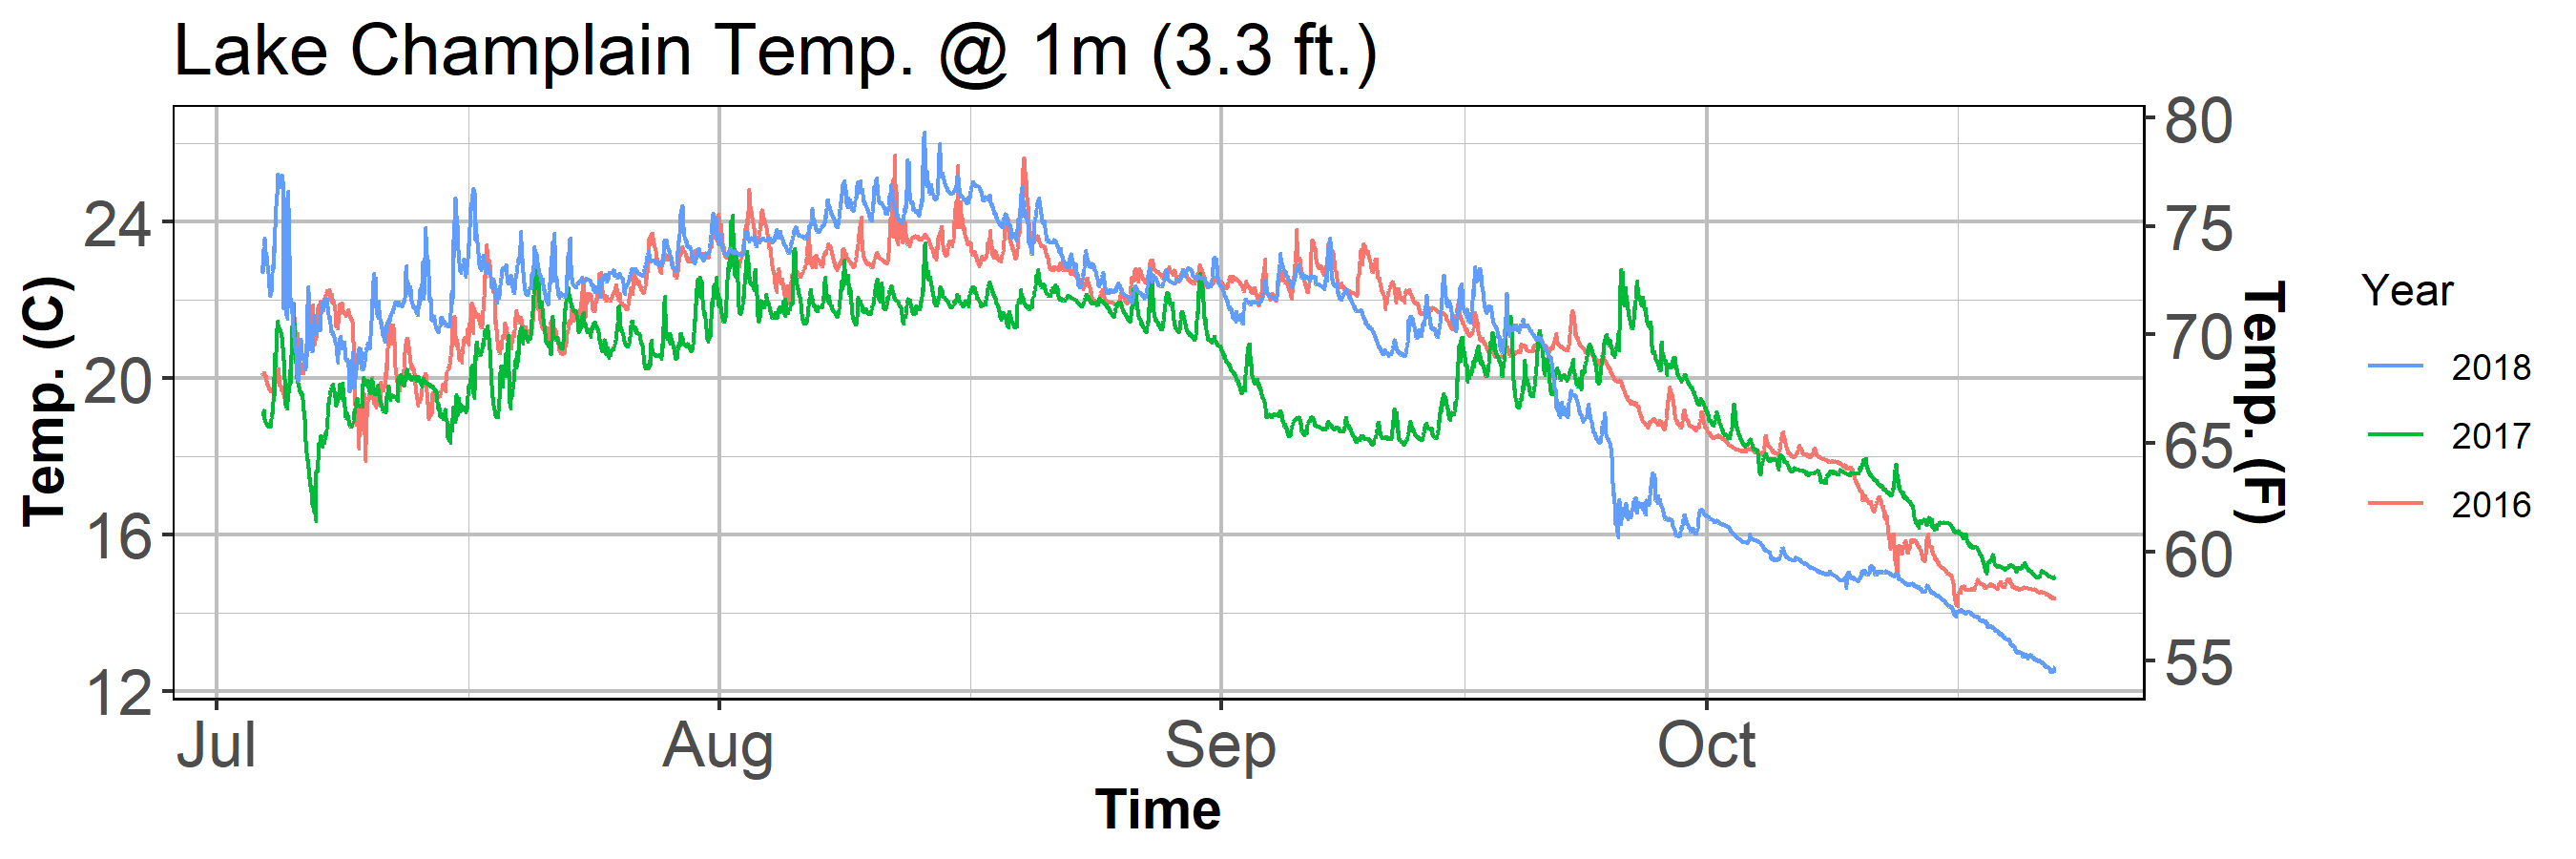 Lake Champlain Temp. @ 1m (3.3 ft.)
Temp. (C)
24
20
16
12
80
75
70
65
60
55
Temp. (F)
Jul Aug Sep Oct
Time
Year
2018
2017
2016